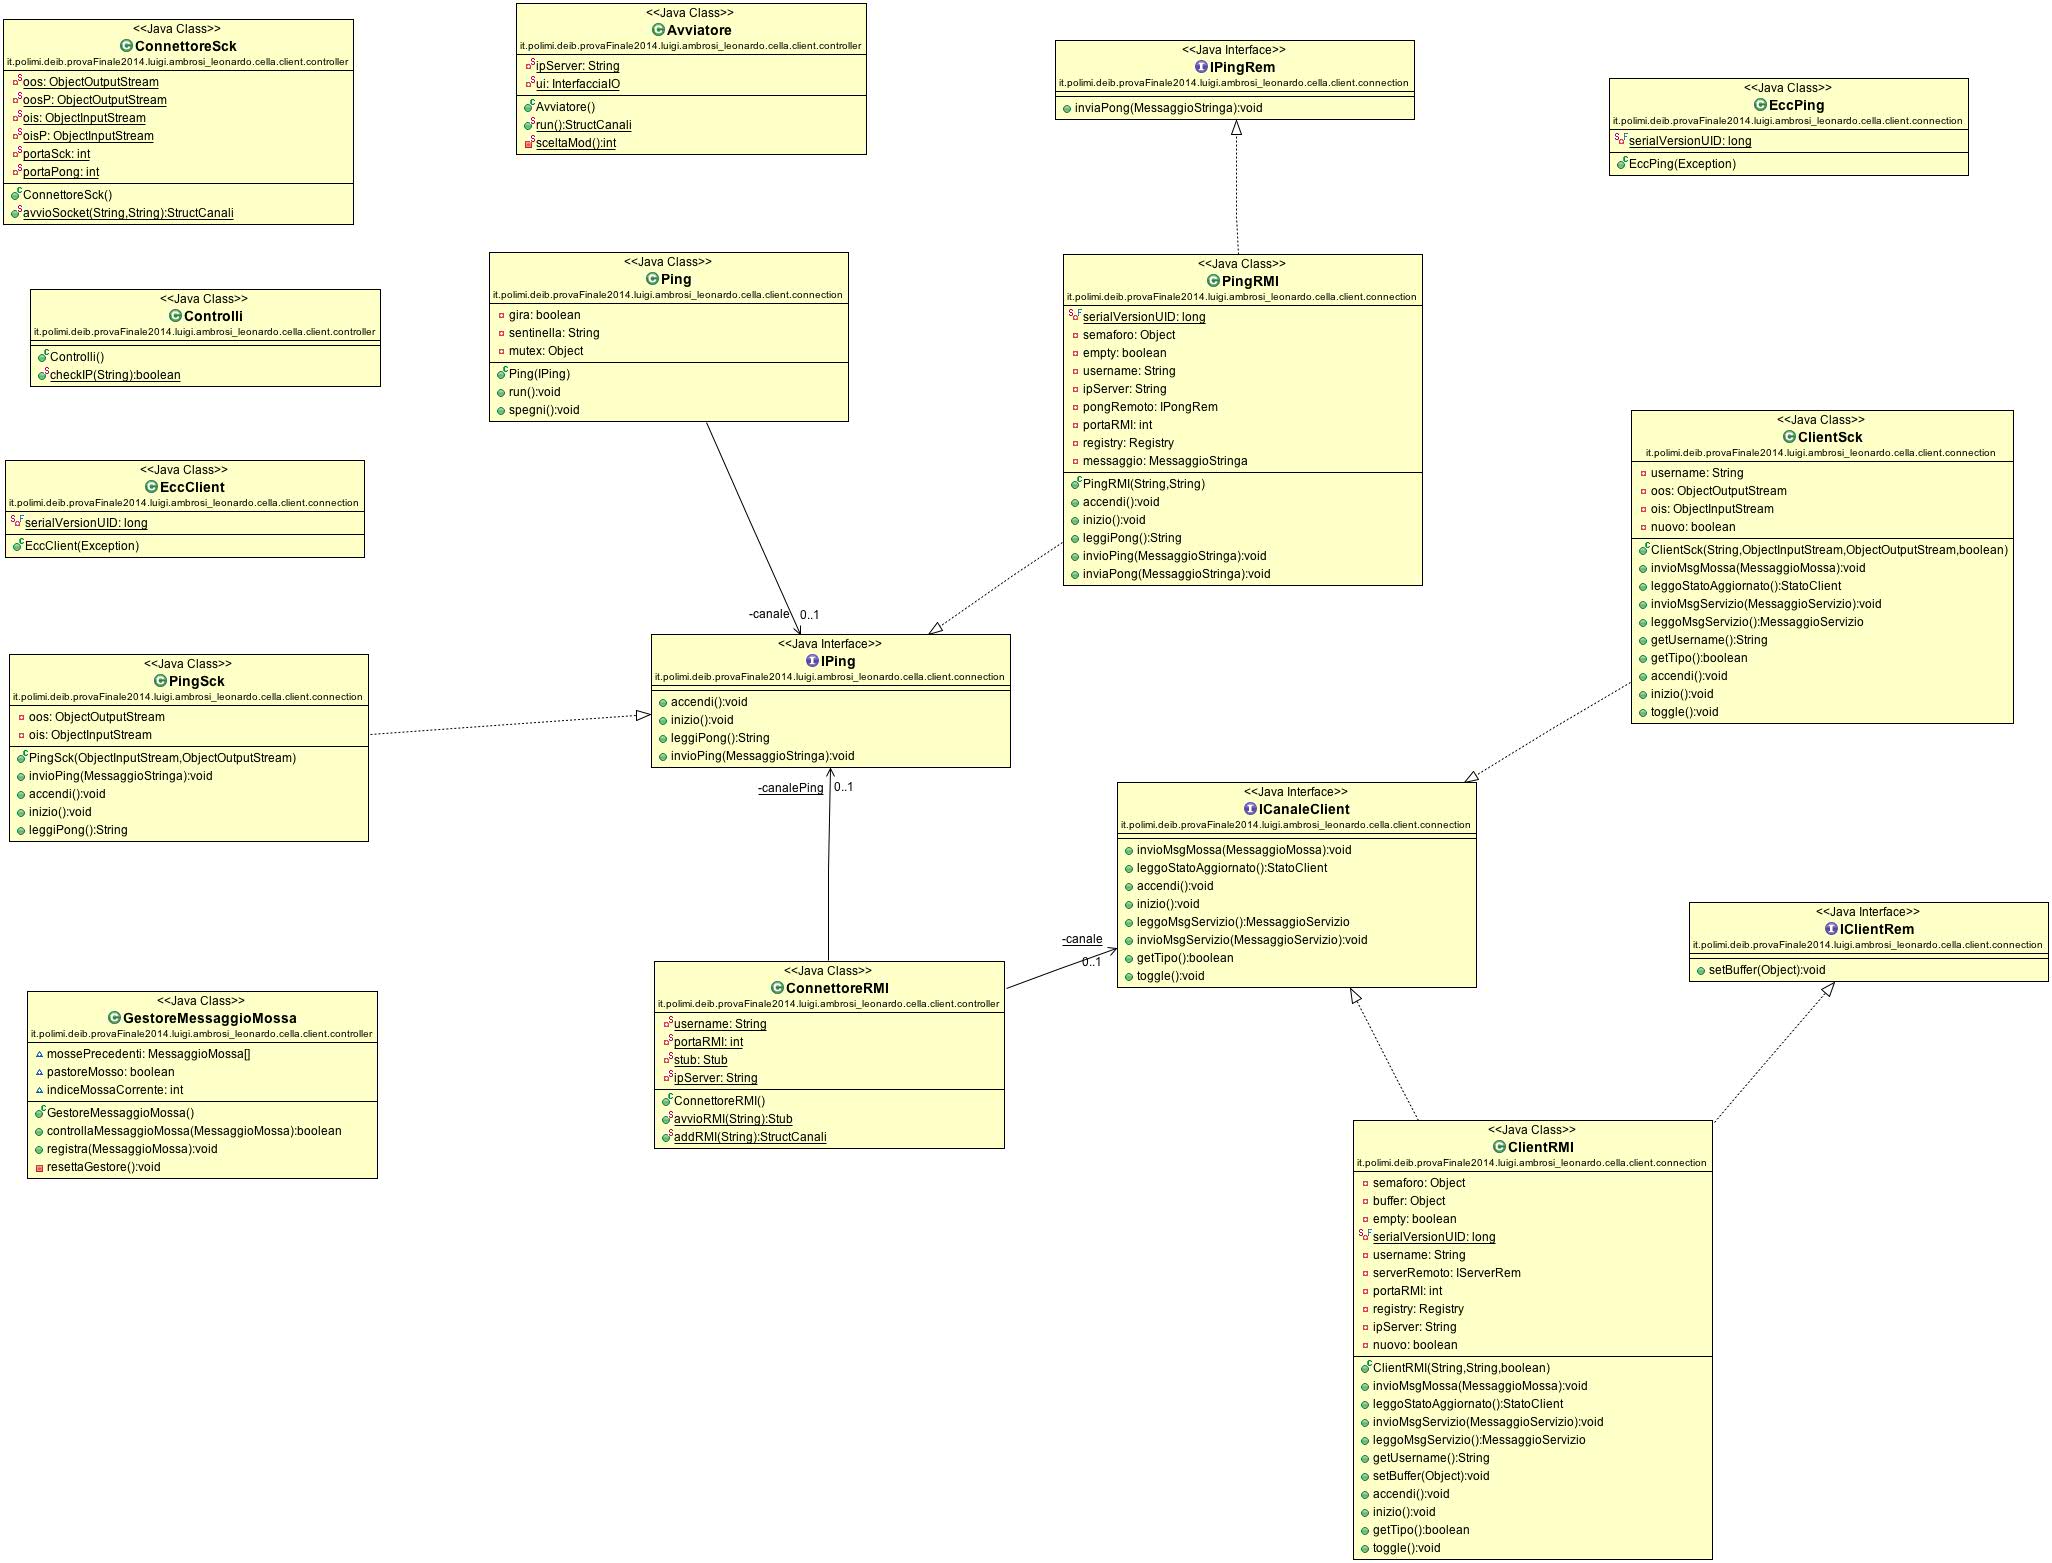 <<Java Class>>
ConnettoreSck
it.polimi.deib.provaFinale2014.luigi.ambrosi_leonardo.cella.client.controller
oos: ObjectOutputStream
oosP: ObjectOutputStream
ois: ObjectInputStream
oisP: ObjectInputStream
portaSck: int
portaPong: int
ConnettoreSck()
avvioSocket(String,String):StructCanali
<<Java Class>>
Avviatore
it.polimi.deib.provaFinale2014.luigi.ambrosi_leonardo.cella.client.controller
ipServer: String
ui: InterfacciaIO
Avviatore()
run():StructCanali
sceltaMod():int
<<Java Interface>>
IPingRem
it.polimi.deib.provaFinale2014.luigi.ambrosi_leonardo.cella.client.connection
inviaPong(MessaggioStringa):void
<<Java Class>>
EccPing
it.polimi.deib.provaFinale2014.luigi.ambrosi_leonardo.cella.client.connection
serialVersionUID: long
EccPing(Exception)
<<Java Class>>
Controlli
it.polimi.deib.provaFinale2014.luigi.ambrosi_leonardo.cella.client.controller
Controlli()
checkIP(String):boolean
<<Java Class>>
Ping
it.polimi.deib.provaFinale2014.luigi.ambrosi_leonardo.cella.client.connection
gira: boolean
sentinella: String
mutex: Object
Ping(IPing)
run():void
spegni():void
<<Java Class>>
PingRMI
it.polimi.deib.provaFinale2014.luigi.ambrosi_leonardo.cella.client.connection
serialVersionUID: long
semaforo: Object
empty: boolean
username: String
ipServer: String
pongRemoto: IPongRem
portaRMI: int
registry: Registry
messaggio: MessaggioStringa
PingRMI(String,String)
accendi():void
inizio():void
leggiPong():String
invioPing(MessaggioStringa):void
inviaPong(MessaggioStringa):void
<<Java Class>>
ClientSck
it.polimi.deib.provaFinale2014.luigi.ambrosi_leonardo.cella.client.connection
username: String
oos: ObjectOutputStream
ois: ObjectInputStream
nuovo: boolean
ClientSck(String,ObjectInputStream,ObjectOutputStream,boolean)
invioMsgMossa(MessaggioMossa):void
leggoStatoAggiornato():StatoClient
invioMsgServizio(MessaggioServizio):void
leggoMsgServizio():MessaggioServizio
getUsername():String
getTipo():boolean
accendi():void
inizio():void
toggle():void
<<Java Class>>
EccClient
it.polimi.deib.provaFinale2014.luigi.ambrosi_leonardo.cella.client.connection
serialVersionUID: long
EccClient(Exception)
-canale 0..1
<<Java Interface>>
IPing
it.polimi.deib.provaFinale2014.luigi.ambrosi_leonardo.cella.client.connection
accendi():void
inizio():void
leggiPong():String
invioPing(MessaggioStringa):void
<<Java Class>>
PingSck
it.polimi.deib.provaFinale2014.luigi.ambrosi_leonardo.cella.client.connection
oos: ObjectOutputStream
ois: ObjectInputStream
PingSck(ObjectInputStream,ObjectOutputStream)
invioPing(MessaggioStringa):void
accendi():void
inizio():void
leggiPong():String
-canalePing 0..1
<<Java Interface>>
ICanaleClient
it.polimi.deib.provaFinale2014.luigi.ambrosi_leonardo.cella.client.connection
invioMsgMossa(MessaggioMossa):void
leggoStatoAggiornato():StatoClient
accendi():void
inizio():void
leggoMsgServizio():MessaggioServizio
invioMsgServizio(MessaggioServizio):void
getTipo():boolean
toggle():void
-canale
0..1
<<Java Interface>>
IClientRem
it.polimi.deib.provaFinale2014.luigi.ambrosi_leonardo.cella.client.connection
setBuffer(Object):void
<<Java Class>>
ConnettoreRMI
it.polimi.deib.provaFinale2014.luigi.ambrosi_leonardo.cella.client.controller
username: String
portaRMI: int
stub: Stub
ipServer: String
ConnettoreRMI()
avvioRMI(String):Stub
addRMI(String):StructCanali
<<Java Class>>
GestoreMessaggioMossa
it.polimi.deib.provaFinale2014.luigi.ambrosi_leonardo.cella.client.controller
mossePrecedenti: MessaggioMossa[]
pastoreMosso: boolean
indiceMossaCorrente: int
GestoreMessaggioMossa()
controllaMessaggioMossa(MessaggioMossa):boolean
registra(MessaggioMossa):void
resettaGestore():void
<<Java Class>>
ClientRMI
it.polimi.deib.provaFinale2014.luigi.ambrosi_leonardo.cella.client.connection
semaforo: Object
buffer: Object
empty: boolean
serialVersionUID: long
username: String
serverRemoto: IServerRem
portaRMI: int
registry: Registry
ipServer: String
nuovo: boolean
ClientRMI(String,String,boolean)
invioMsgMossa(MessaggioMossa):void
leggoStatoAggiornato():StatoClient
invioMsgServizio(MessaggioServizio):void
leggoMsgServizio():MessaggioServizio
getUsername():String
setBuffer(Object):void
accendi():void
inizio():void
getTipo():boolean
toggle():void